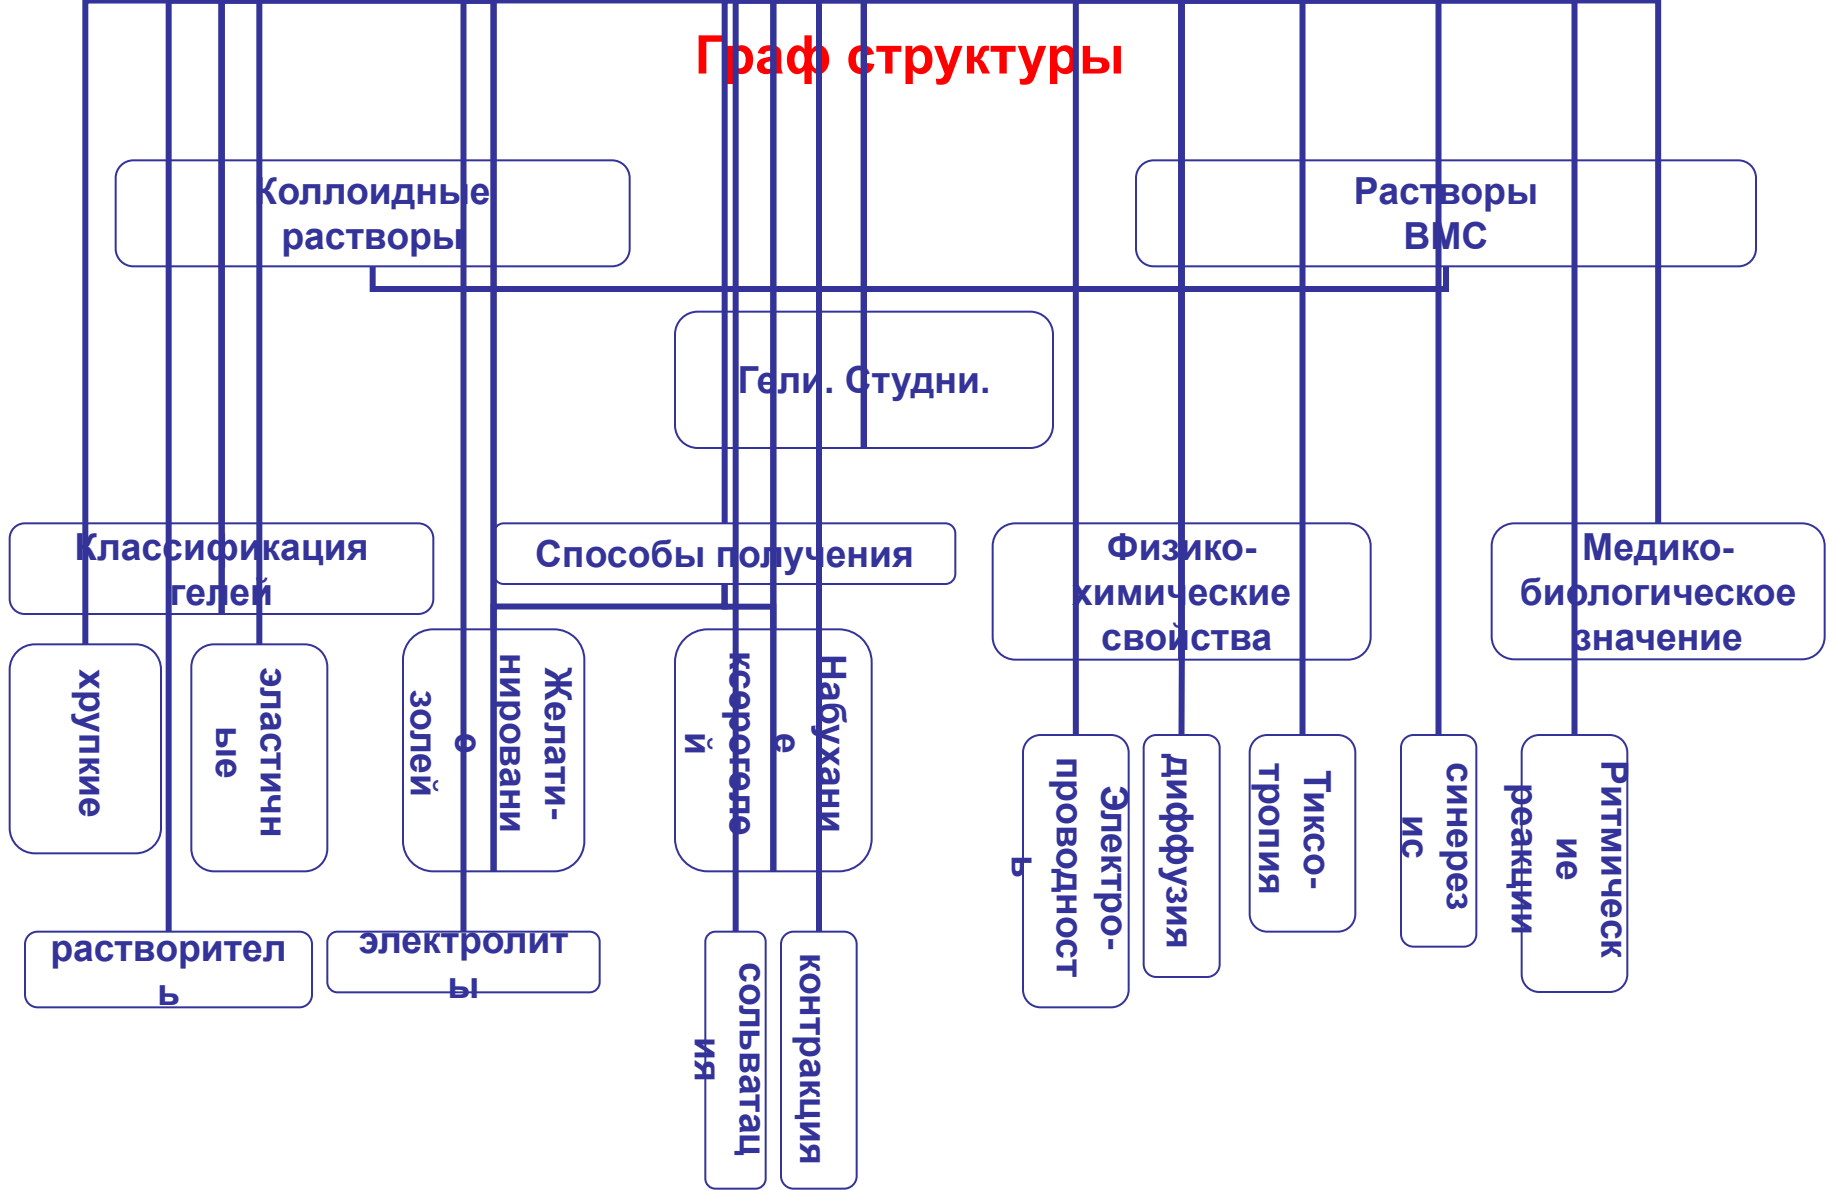 Граф структуры
Коллоидные
растворы
Растворы
ВМС
Гели. Студни.
Классификация
гелей
Способы получения
Физико-
химические
свойства
Медико-
биологическое
значение
хрупкие
эластичн
ые
Желати-
нировани
е
золей
Набухани
е
ксерогеле
й
Электро-
проводност
ь
диффузия
Тиксо-
тропия
синерез
ис
Ритмическ
ие
реакции
растворител
ь
электролит
ы
сольватац
ия
контракция